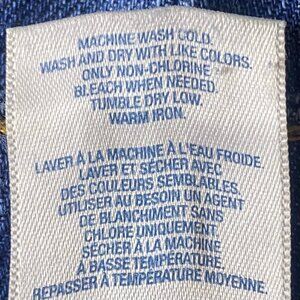 MACHINE WASH COLD.
WASH AND DRY WITH LIKE COLORS.
ONLY NON-CHLORINE
BLEACH WHEN NEEDED.
TUMBLE DRY LOW.
WARM IRON.
LAVER À LA MACHINE À L'EAU FROIDE.
LAVER ET SÉCHER AVEC
DES COULEURS SEMBLABLES.
UTILISER AU BESOIN UN AGENT
DE BLANCHIMENT SANS
CHLORE UNIQUEMENT.
SÉCHER À LA MACHINE
À BASSE TEMPÉRATURE.
REPASSER À TEMPÉRATURE MOYENNE.